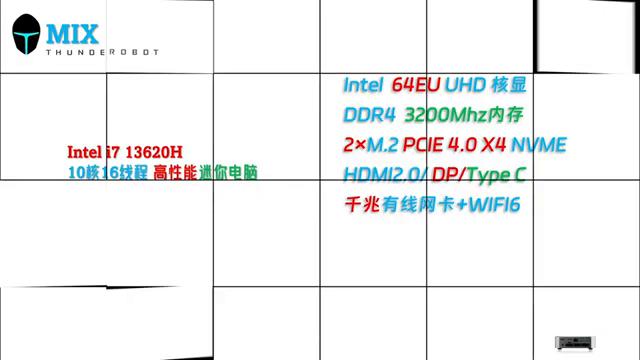 MIX
THUNDEROBOT
Intel i7 13620H
10核16线程 高性能迷你电脑
Intel 64EU UHD 核显
DDR4 3200Mhz内存
2×M.2 PCIE 4.0 X4 NVME
HDMI2.0/ DP/Type C
千兆有线网卡+WIFI6